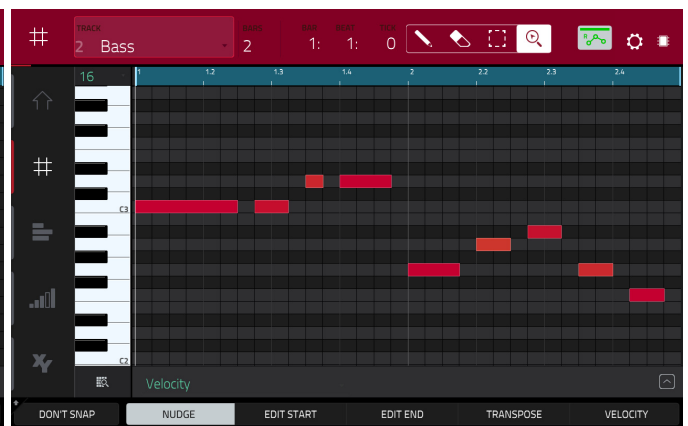 TRACK
2 Bass
BARS
2
BAR BEAT TICK
1: 1: 0
16
1 1.2 1.3 1.4 2 2.2 2.3 2.4
C3
C2
Velocity
XY
DON'T SNAP NUDGE EDIT START EDIT END TRANSPOSE VELOCITY